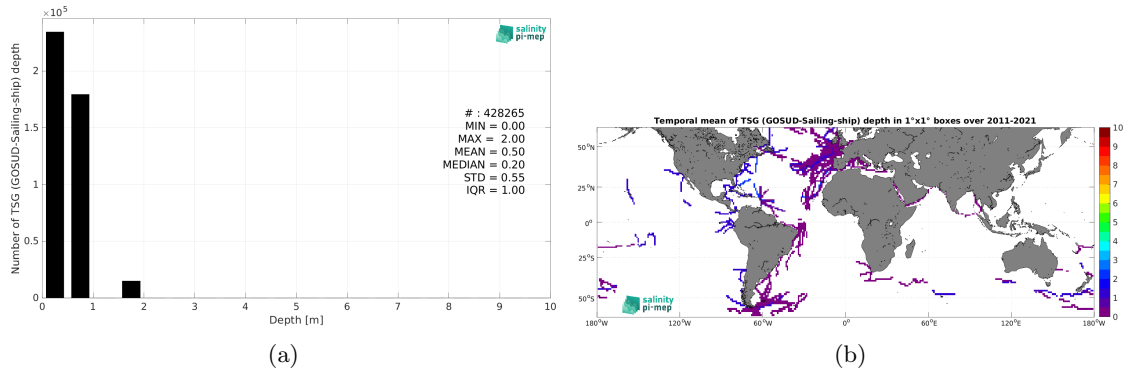 ×10⁵
2
1.5
1
0.5
0
Number of TSG (GOSUD-Sailing-ship) depth
salinity
pi-mep
# : 428265
MIN = 0.00
MAX = 2.00
MEAN = 0.50
MEDIAN = 0.20
STD = 0.55
IQR = 1.00
0 1 2 3 4 5 6 7 8 9 10
Depth [m]
(a)
Temporal mean of TSG (GOSUD-Sailing-ship) depth in 1°x1° boxes over 2011-2021
50°N
25°N
0°
25°S
50°S
salinity
pi-mep
180°W 120°W 60°W 0° 60°E 120°E 180°E
10
9
8
7
6
5
4
3
2
1
0
(b)